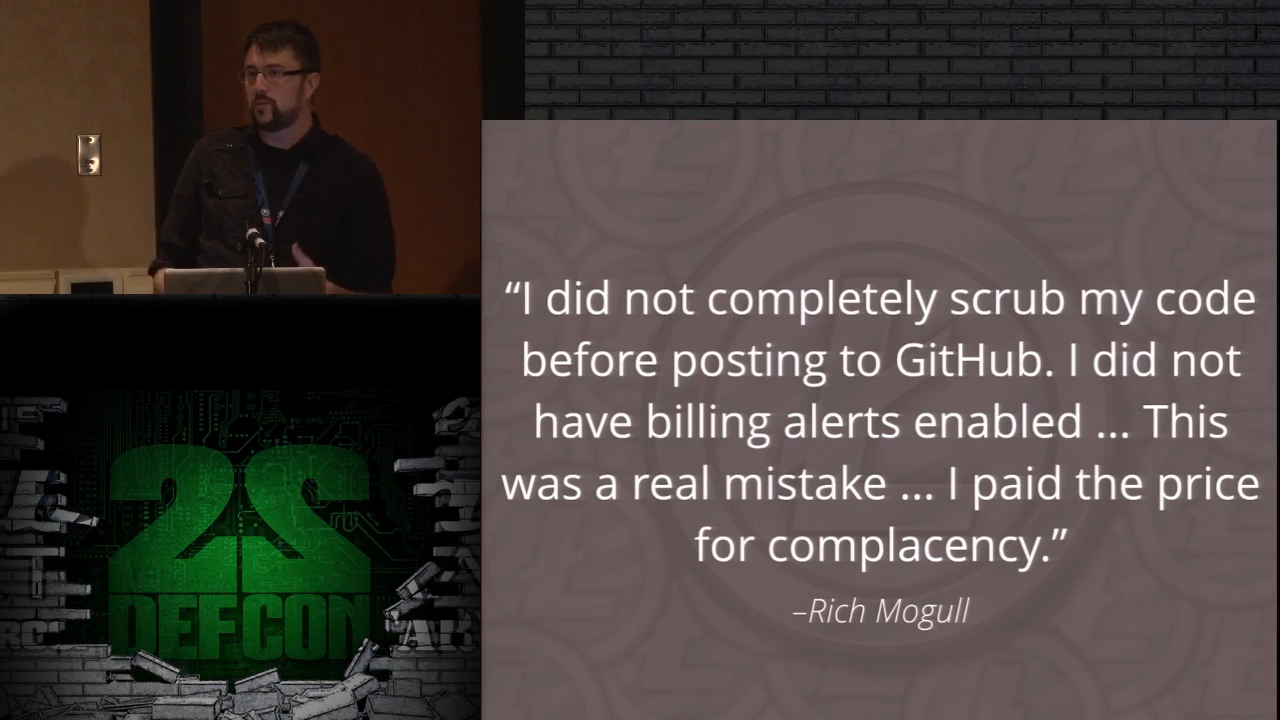 “I did not completely scrub my code
before posting to GitHub. I did not
have billing alerts enabled ... This
was a real mistake ... I paid the price
for complacency.”
–Rich Mogull
22
DEFCON